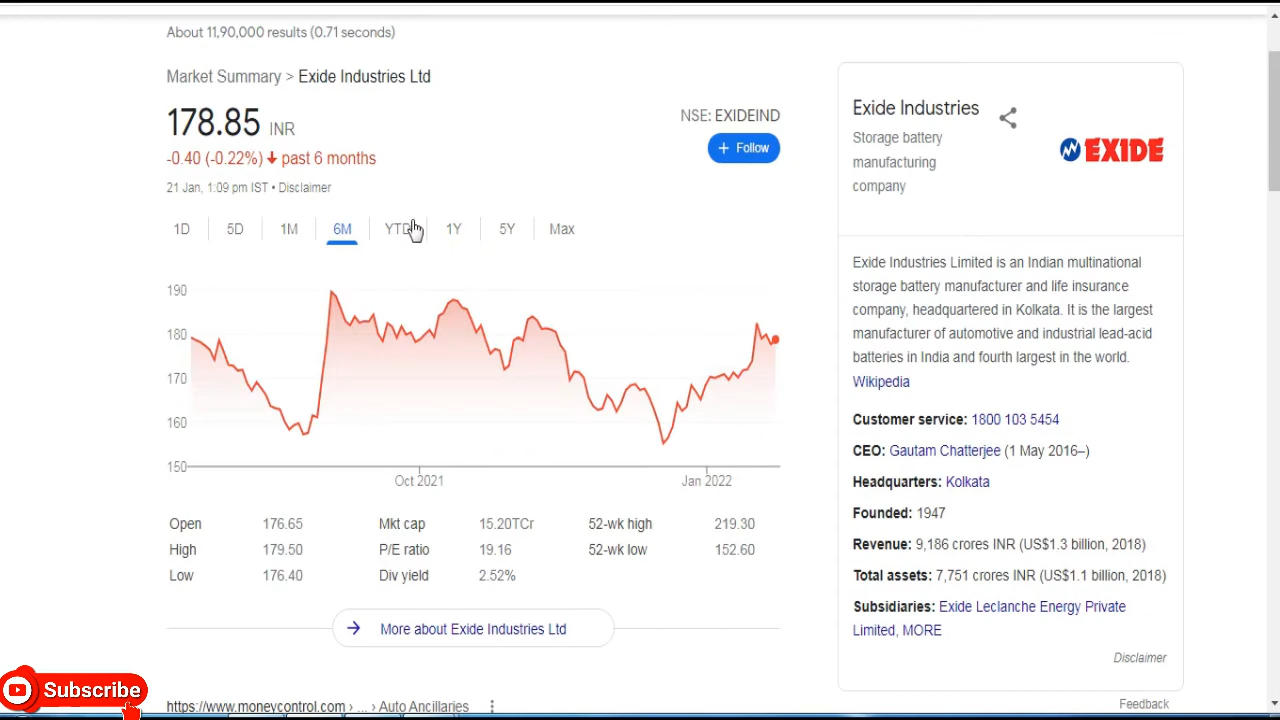 About 11,90,000 results (0.71 seconds)
Market Summary > Exide Industries Ltd
178.85 INR
-0.40 (-0.22%) ↓ past 6 months
21 Jan, 1:09 pm IST • Disclaimer
NSE: EXIDEIND
+ Follow
1D 5D 1M 6M YTD 1Y 5Y Max
190
180
170
160
150
Oct 2021 Jan 2022
Open 176.65 Mkt cap 15.20TCr 52-wk high 219.30
High 179.50 P/E ratio 19.16 52-wk low 152.60
Low 176.40 Div yield 2.52%
→ More about Exide Industries Ltd
https://www.moneycontrol.com › ... › Auto Ancillaries
Exide Industries
Storage battery
manufacturing
company
EXIDE
Exide Industries Limited is an Indian multinational
storage battery manufacturer and life insurance
company, headquartered in Kolkata. It is the largest
manufacturer of automotive and industrial lead-acid
batteries in India and fourth largest in the world.
Wikipedia
Customer service: 1800 103 5454
CEO: Gautam Chatterjee (1 May 2016–)
Headquarters: Kolkata
Founded: 1947
Revenue: 9,186 crores INR (US$1.3 billion, 2018)
Total assets: 7,751 crores INR (US$1.1 billion, 2018)
Subsidiaries: Exide Leclanche Energy Private
Limited, MORE
Disclaimer
Feedback
Subscribe